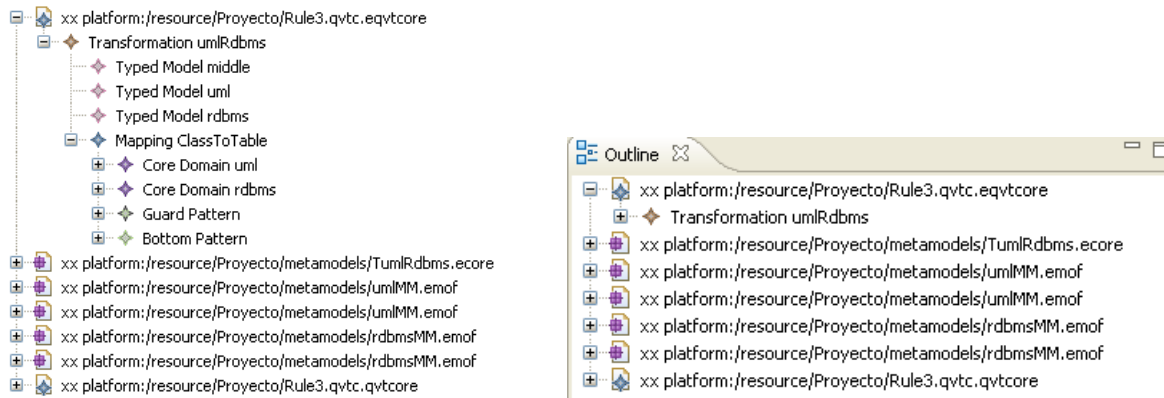 xx platform:/resource/Proyecto/Rule3.qvtc.eqvtcore
Transformation umlRdbms
Typed Model middle
Typed Model uml
Typed Model rdbms
Mapping ClassToTable
Core Domain uml
Core Domain rdbms
Guard Pattern
Bottom Pattern
xx platform:/resource/Proyecto/metamodels/TumlRdbms.ecore
xx platform:/resource/Proyecto/metamodels/umlMM.emof
xx platform:/resource/Proyecto/metamodels/umlMM.emof
xx platform:/resource/Proyecto/metamodels/rdbmsMM.emof
xx platform:/resource/Proyecto/metamodels/rdbmsMM.emof
xx platform:/resource/Proyecto/Rule3.qvtc.qvtcore
Outline
xx platform:/resource/Proyecto/Rule3.qvtc.eqvtcore
Transformation umlRdbms
xx platform:/resource/Proyecto/metamodels/TumlRdbms.ecore
xx platform:/resource/Proyecto/metamodels/umlMM.emof
xx platform:/resource/Proyecto/metamodels/umlMM.emof
xx platform:/resource/Proyecto/metamodels/rdbmsMM.emof
xx platform:/resource/Proyecto/metamodels/rdbmsMM.emof
xx platform:/resource/Proyecto/Rule3.qvtc.qvtcore